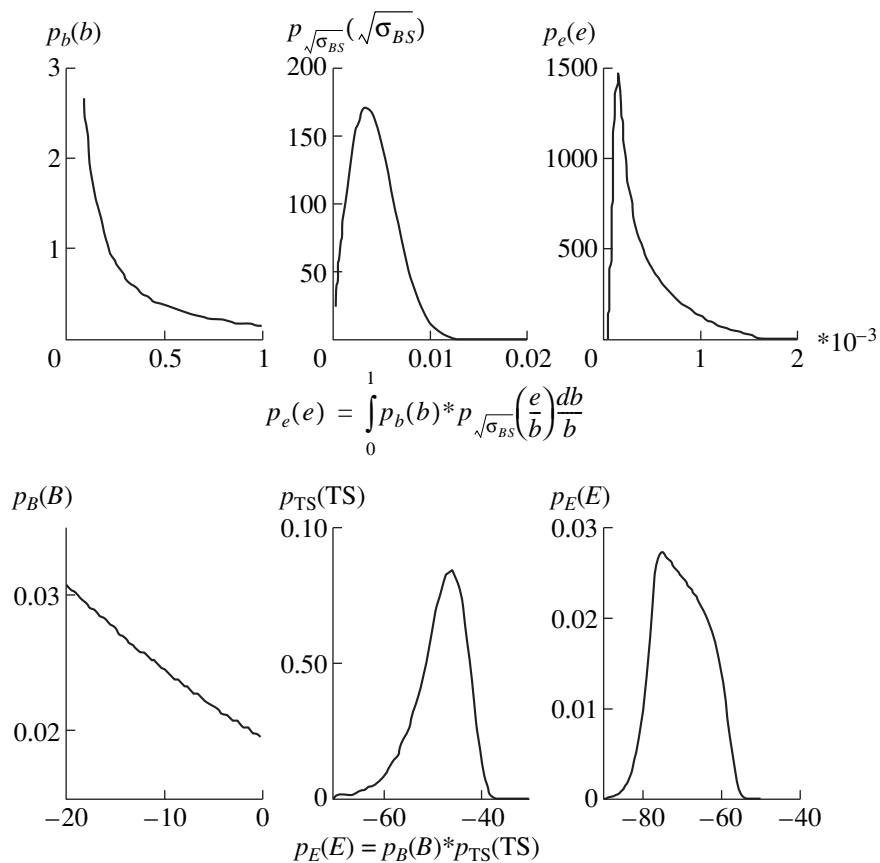 p_b(b) p_{√σ_BS}(√σ_BS) p_e(e)
3 200 1500
2 150 1000
1 100 500
50
0 0.5 1 0 0.01 0.02 0 1 2 *10^−3
p_e(e) = ∫_0^1 p_b(b)* p_{√σ_BS}(e/b) db/b
p_B(B) p_TS(TS) p_E(E)
0.10 0.03
0.03 0.50 0.02
0.02 0.01
0 0
−20 −10 0 −60 −40 −80 −60 −40
p_E(E) = p_B(B)*p_TS(TS)